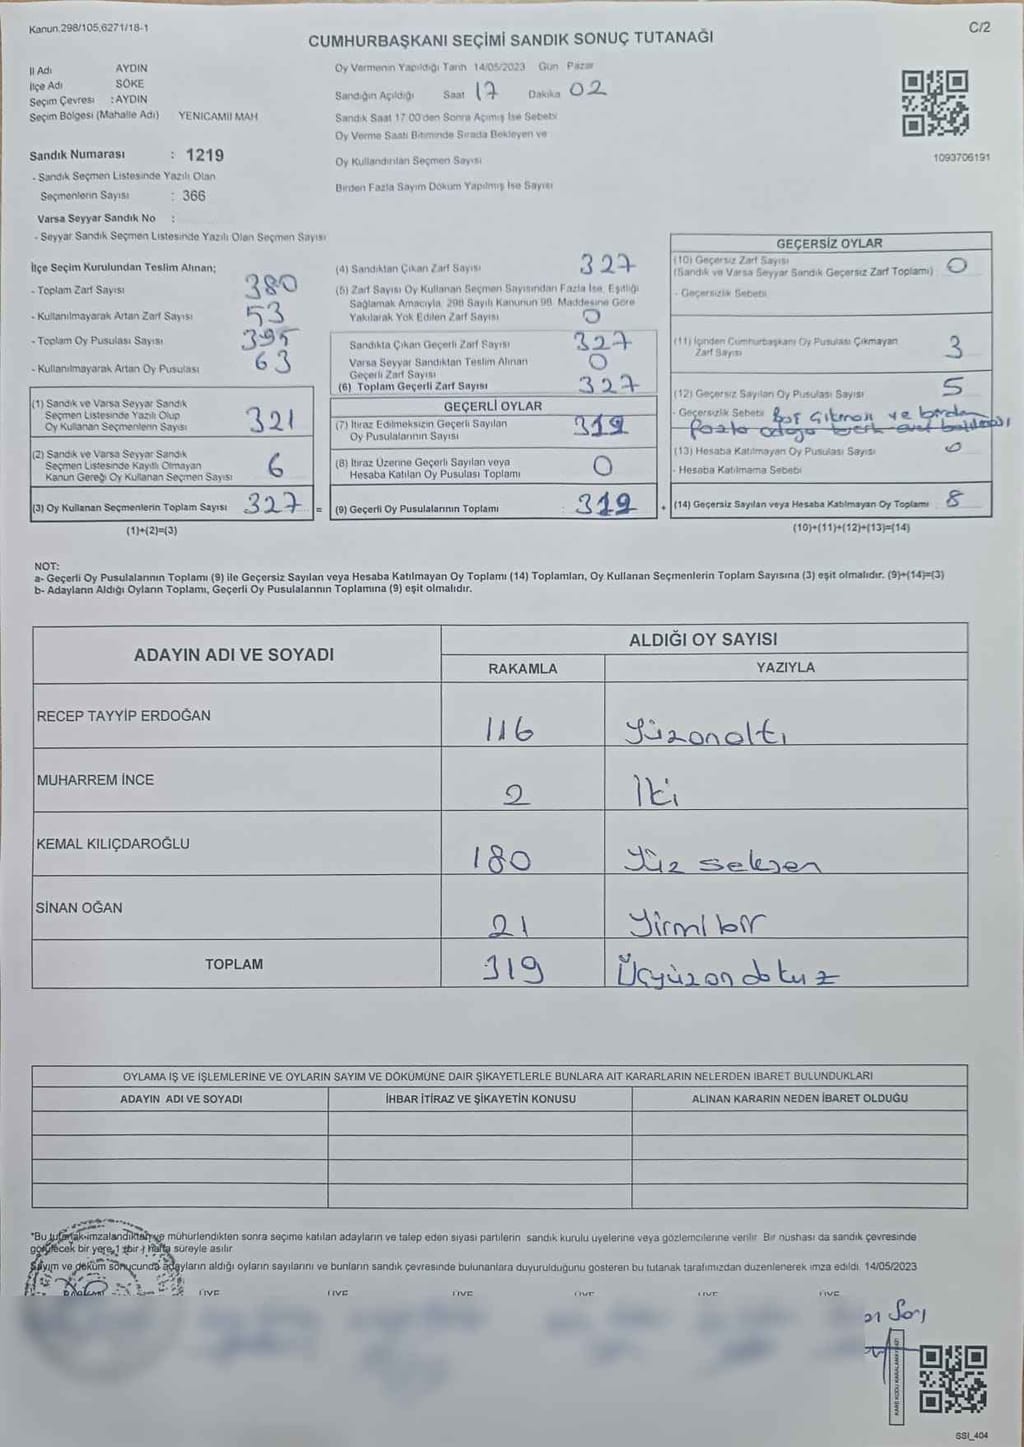 Kanun.298/105,6271/18-1
C/2
CUMHURBAŞKANI SEÇİMİ SANDIK SONUÇ TUTANAĞI
İl Adı AYDIN
İlçe Adı SÖKE
Seçim Çevresi :AYDIN
Seçim Bölgesi (Mahalle Adı) YENICAMII MAH
Sandık Numarası : 1219
- Sandık Seçmen Listesinde Yazılı Olan
Seçmenlerin Sayısı : 366
Varsa Seyyar Sandık No :
- Seyyar Sandık Seçmen Listesinde Yazılı Olan Seçmen Sayısı
Oy Vermenin Yapıldığı Tarih 14/05/2023 Gün Pazar
Sandığın Açıldığı Saat 17 Dakika 02
Sandık Saat 17.00'den Sonra Açılmış İse Sebebi
Oy Verme Saati Bitiminde Sırada Bekleyen ve
Oy Kullandırılan Seçmen Sayısı
Birden Fazla Sayım Döküm Yapılmış İse Sayısı
1093706191
İlçe Seçim Kurulundan Teslim Alınan;
- Toplam Zarf Sayısı 380
- Kullanılmayarak Artan Zarf Sayısı 53
- Toplam Oy Pusulası Sayısı 395
- Kullanılmayarak Artan Oy Pusulası 63
(1) Sandık ve Varsa Seyyar Sandık
Seçmen Listesinde Yazılı Olup
Oy Kullanan Seçmenlerin Sayısı 321
(2) Sandık ve Varsa Seyyar Sandık
Seçmen Listesinde Kayıtlı Olmayan
Kanun Gereği Oy Kullanan Seçmen Sayısı 6
(3) Oy Kullanan Seçmenlerin Toplam Sayısı 327 =
(1)+(2)=(3)
(4) Sandıktan Çıkan Zarf Sayısı 327
(5) Zarf Sayısı Oy Kullanan Seçmen Sayısından Fazla İse, Eşitliği
Sağlamak Amacıyla, 298 Sayılı Kanunun 98. Maddesine Göre
Yakılarak Yok Edilen Zarf Sayısı 0
Sandıkta Çıkan Geçerli Zarf Sayısı 327
Varsa Seyyar Sandıktan Teslim Alınan
Geçerli Zarf Sayısı 0
(6) Toplam Geçerli Zarf Sayısı 327
GEÇERLİ OYLAR
(7) İtiraz Edilmeksizin Geçerli Sayılan
Oy Pusulalarının Sayısı 319
(8) İtiraz Üzerine Geçerli Sayılan veya
Hesaba Katılan Oy Pusulası Toplamı 0
(9) Geçerli Oy Pusulalarının Toplamı : 319 +
GEÇERSİZ OYLAR
(10) Geçersiz Zarf Sayısı
(Sandık ve Varsa Seyyar Sandık Geçersiz Zarf Toplamı) 0
- Geçersizlik Sebebi
(11) İçinden Cumhurbaşkanı Oy Pusulası Çıkmayan
Zarf Sayısı 3
(12) Geçersiz Sayılan Oy Pusulası Sayısı 5
- Geçersizlik Sebebi Boş Çıkması ve birden
fazla adaya
(13) Hesaba Katılmayan Oy Pusulası Sayısı 0
- Hesaba Katılmama Sebebi
(14) Geçersiz Sayılan veya Hesaba Katılmayan Oy Toplamı 8
(10)+(11)+(12)+(13)=(14)
NOT:
a- Geçerli Oy Pusulalarının Toplamı (9) ile Geçersiz Sayılan veya Hesaba Katılmayan Oy Toplamı (14) Toplamları, Oy Kullanan Seçmenlerin Toplam Sayısına (3) eşit olmalıdır. (9)+(14)=(3)
b- Adayların Aldığı Oyların Toplamı, Geçerli Oy Pusulalarının Toplamına (9) eşit olmalıdır.
ADAYIN ADI VE SOYADI ALDIĞI OY SAYISI
RAKAMLA YAZIYLA
RECEP TAYYİP ERDOĞAN 116 Yüzonaltı
MUHARREM İNCE 2 İki
KEMAL KILIÇDAROĞLU 180 Yüz seksen
SİNAN OĞAN 21 Yirmi bir
TOPLAM 319 Üçyüzondokuz
OYLAMA İŞ VE İŞLEMLERİNE VE OYLARIN SAYIM VE DÖKÜMÜNE DAİR ŞİKAYETLERLE BUNLARA AİT KARARLARIN NELERDEN İBARET BULUNDUKLARI
ADAYIN ADI VE SOYADI İHBAR İTİRAZ VE ŞİKAYETİN KONUSU ALINAN KARARIN NEDEN İBARET OLDUĞU
*Bu tutanak imzalandıktan ve mühürlendikten sonra seçime katılan adayların ve talep eden siyasi partilerin sandık kurulu üyelerine veya gözlemcilerine verilir. Bir nüshası da sandık çevresinde
görülecek bir yere 1 (bir) hafta süreyle asılır.
Sayım ve döküm sonucunda adayların aldığı oyların sayılarını ve bunların sandık çevresinde bulunanlara duyurulduğunu gösteren bu tutanak tarafımızdan düzenlenerek imza edildi. 14/05/2023
SSI_404